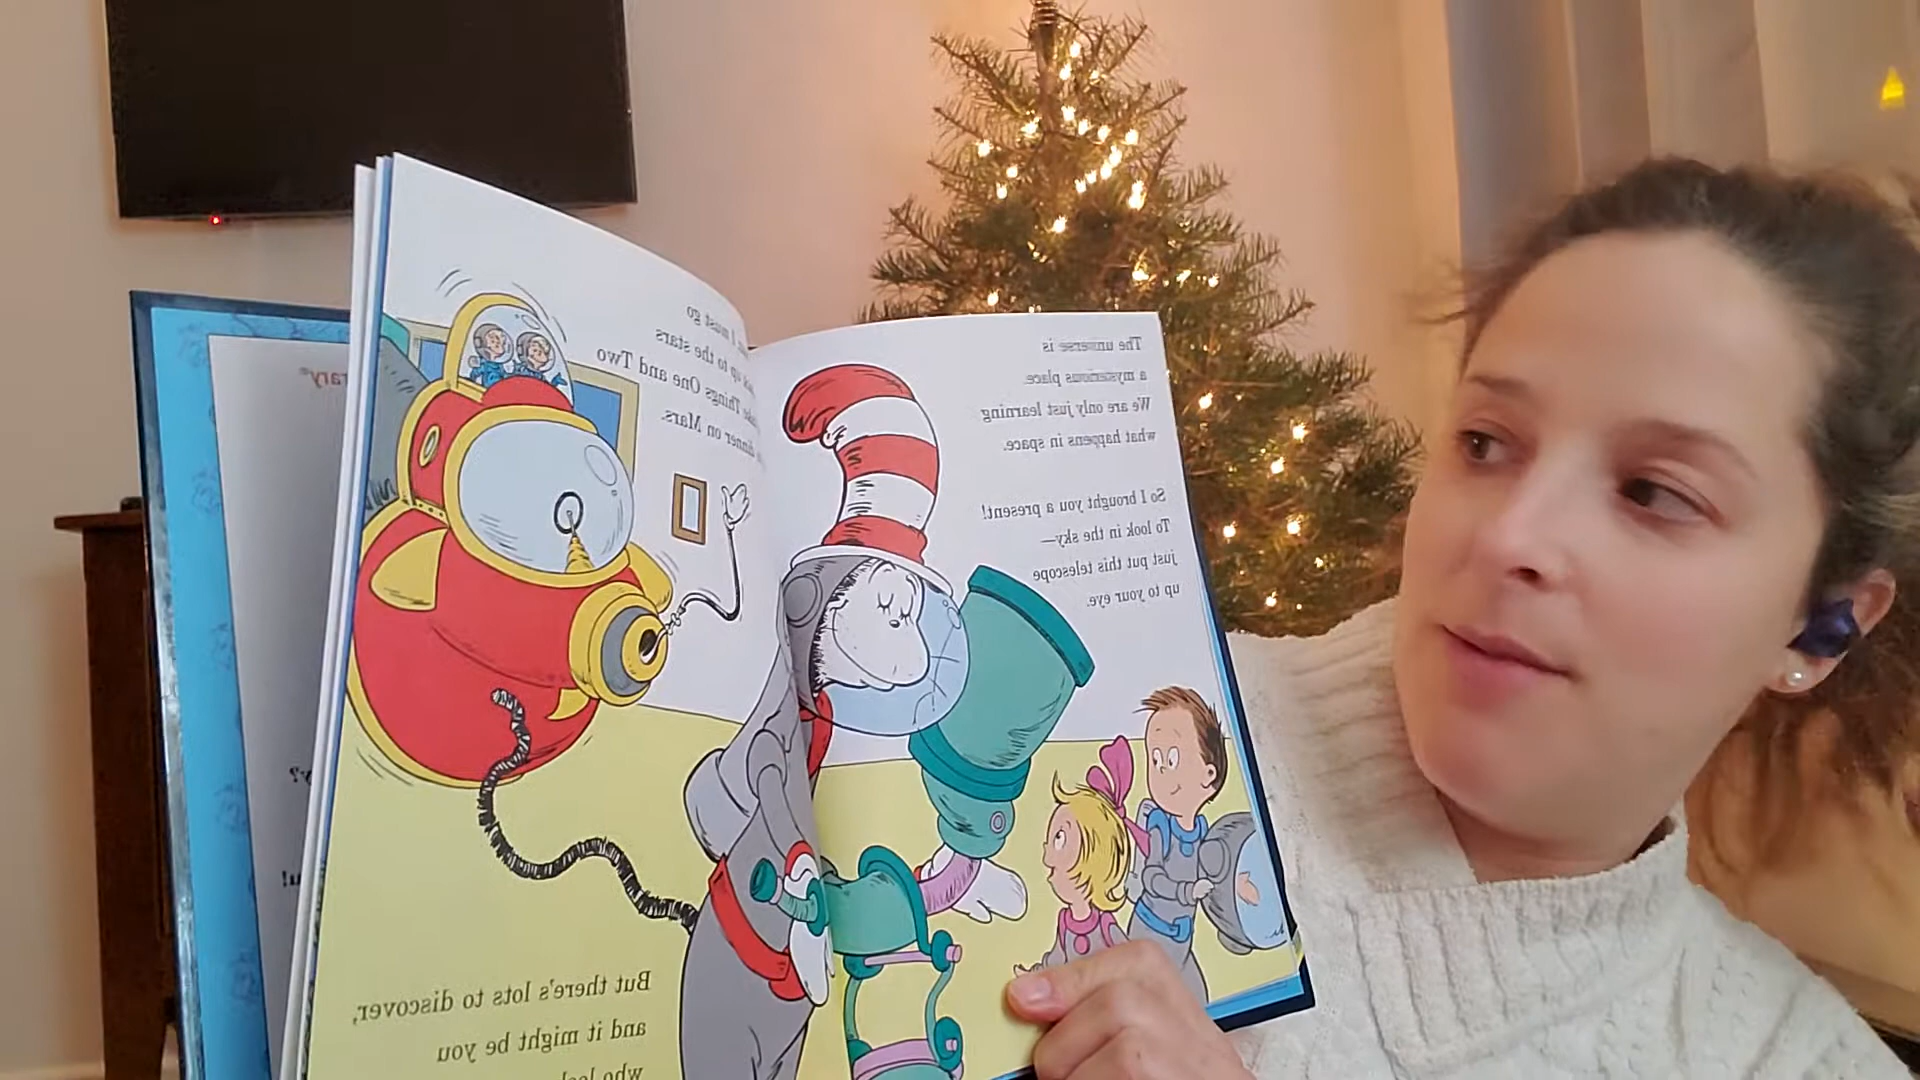 The universe is
a mysterious place.
We are only just learning
what happens in space.
So I brought you a present!
To look in the sky—
just put this telescope
up to your eye.
I must go
up to the stars
Things One and Two
dinner on Mars.
But there's lots to discover,
and it might be you
who